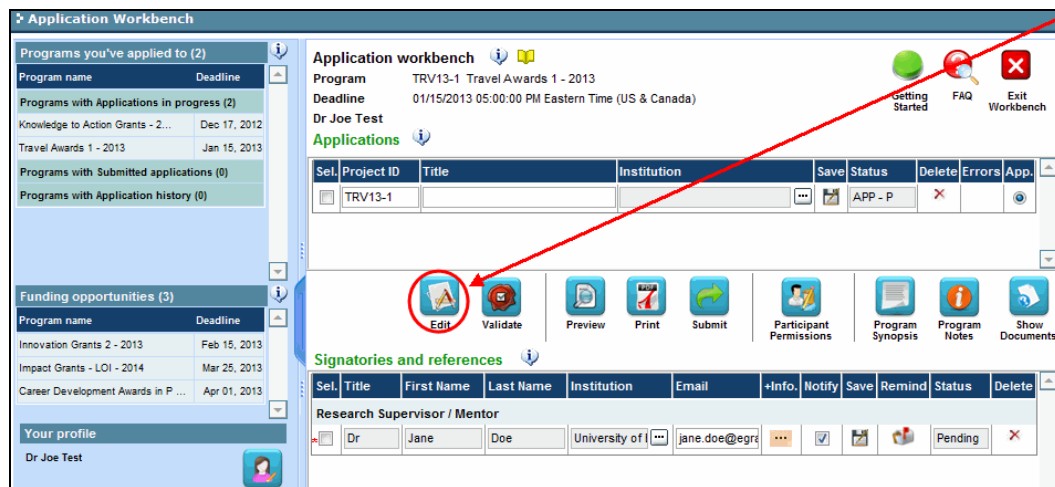 Application Workbench
Programs you've applied to (2)
Program name Deadline
Programs with Applications in progress (2)
Knowledge to Action Grants - 2... Dec 17, 2012
Travel Awards 1 - 2013 Jan 15, 2013
Programs with Submitted applications (0)
Programs with Application history (0)
Funding opportunities (3)
Program name Deadline
Innovation Grants 2 - 2013 Feb 15, 2013
Impact Grants - LOI - 2014 Mar 25, 2013
Career Development Awards in P ... Apr 01, 2013
Your profile
Dr Joe Test
Application workbench
Program TRV13-1 Travel Awards 1 - 2013
Deadline 01/15/2013 05:00:00 PM Eastern Time (US & Canada)
Dr Joe Test
Getting Started
FAQ
Exit Workbench
Applications
Sel. Project ID Title Institution Save Status Delete Errors App.
TRV13-1 ... APP - P
Edit
Validate
Preview
PDF
Print
Submit
Participant Permissions
Program Synopsis
Program Notes
Show Documents
Signatories and references
Sel. Title First Name Last Name Institution Email +Info. Notify Save Remind Status Delete
Research Supervisor / Mentor
Dr Jane Doe University of ... jane.doe@egra ... Pending